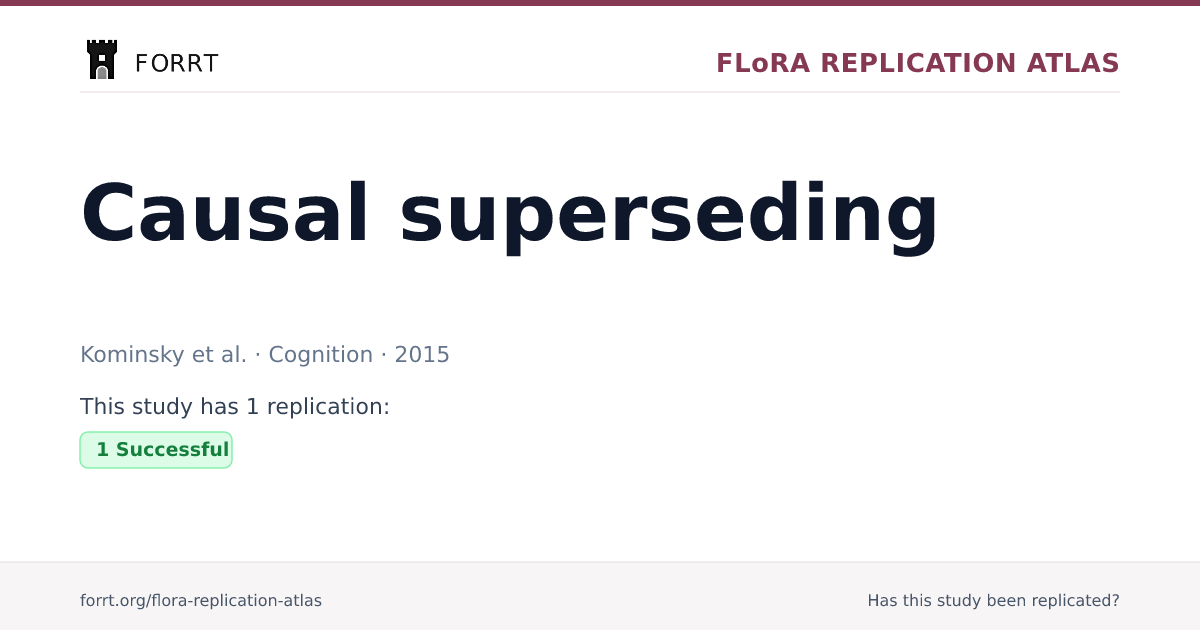 FORRT
FLoRA REPLICATION ATLAS
Causal superseding
Kominsky et al. · Cognition · 2015
This study has 1 replication:
1 Successful
forrt.org/flora-replication-atlas
Has this study been replicated?